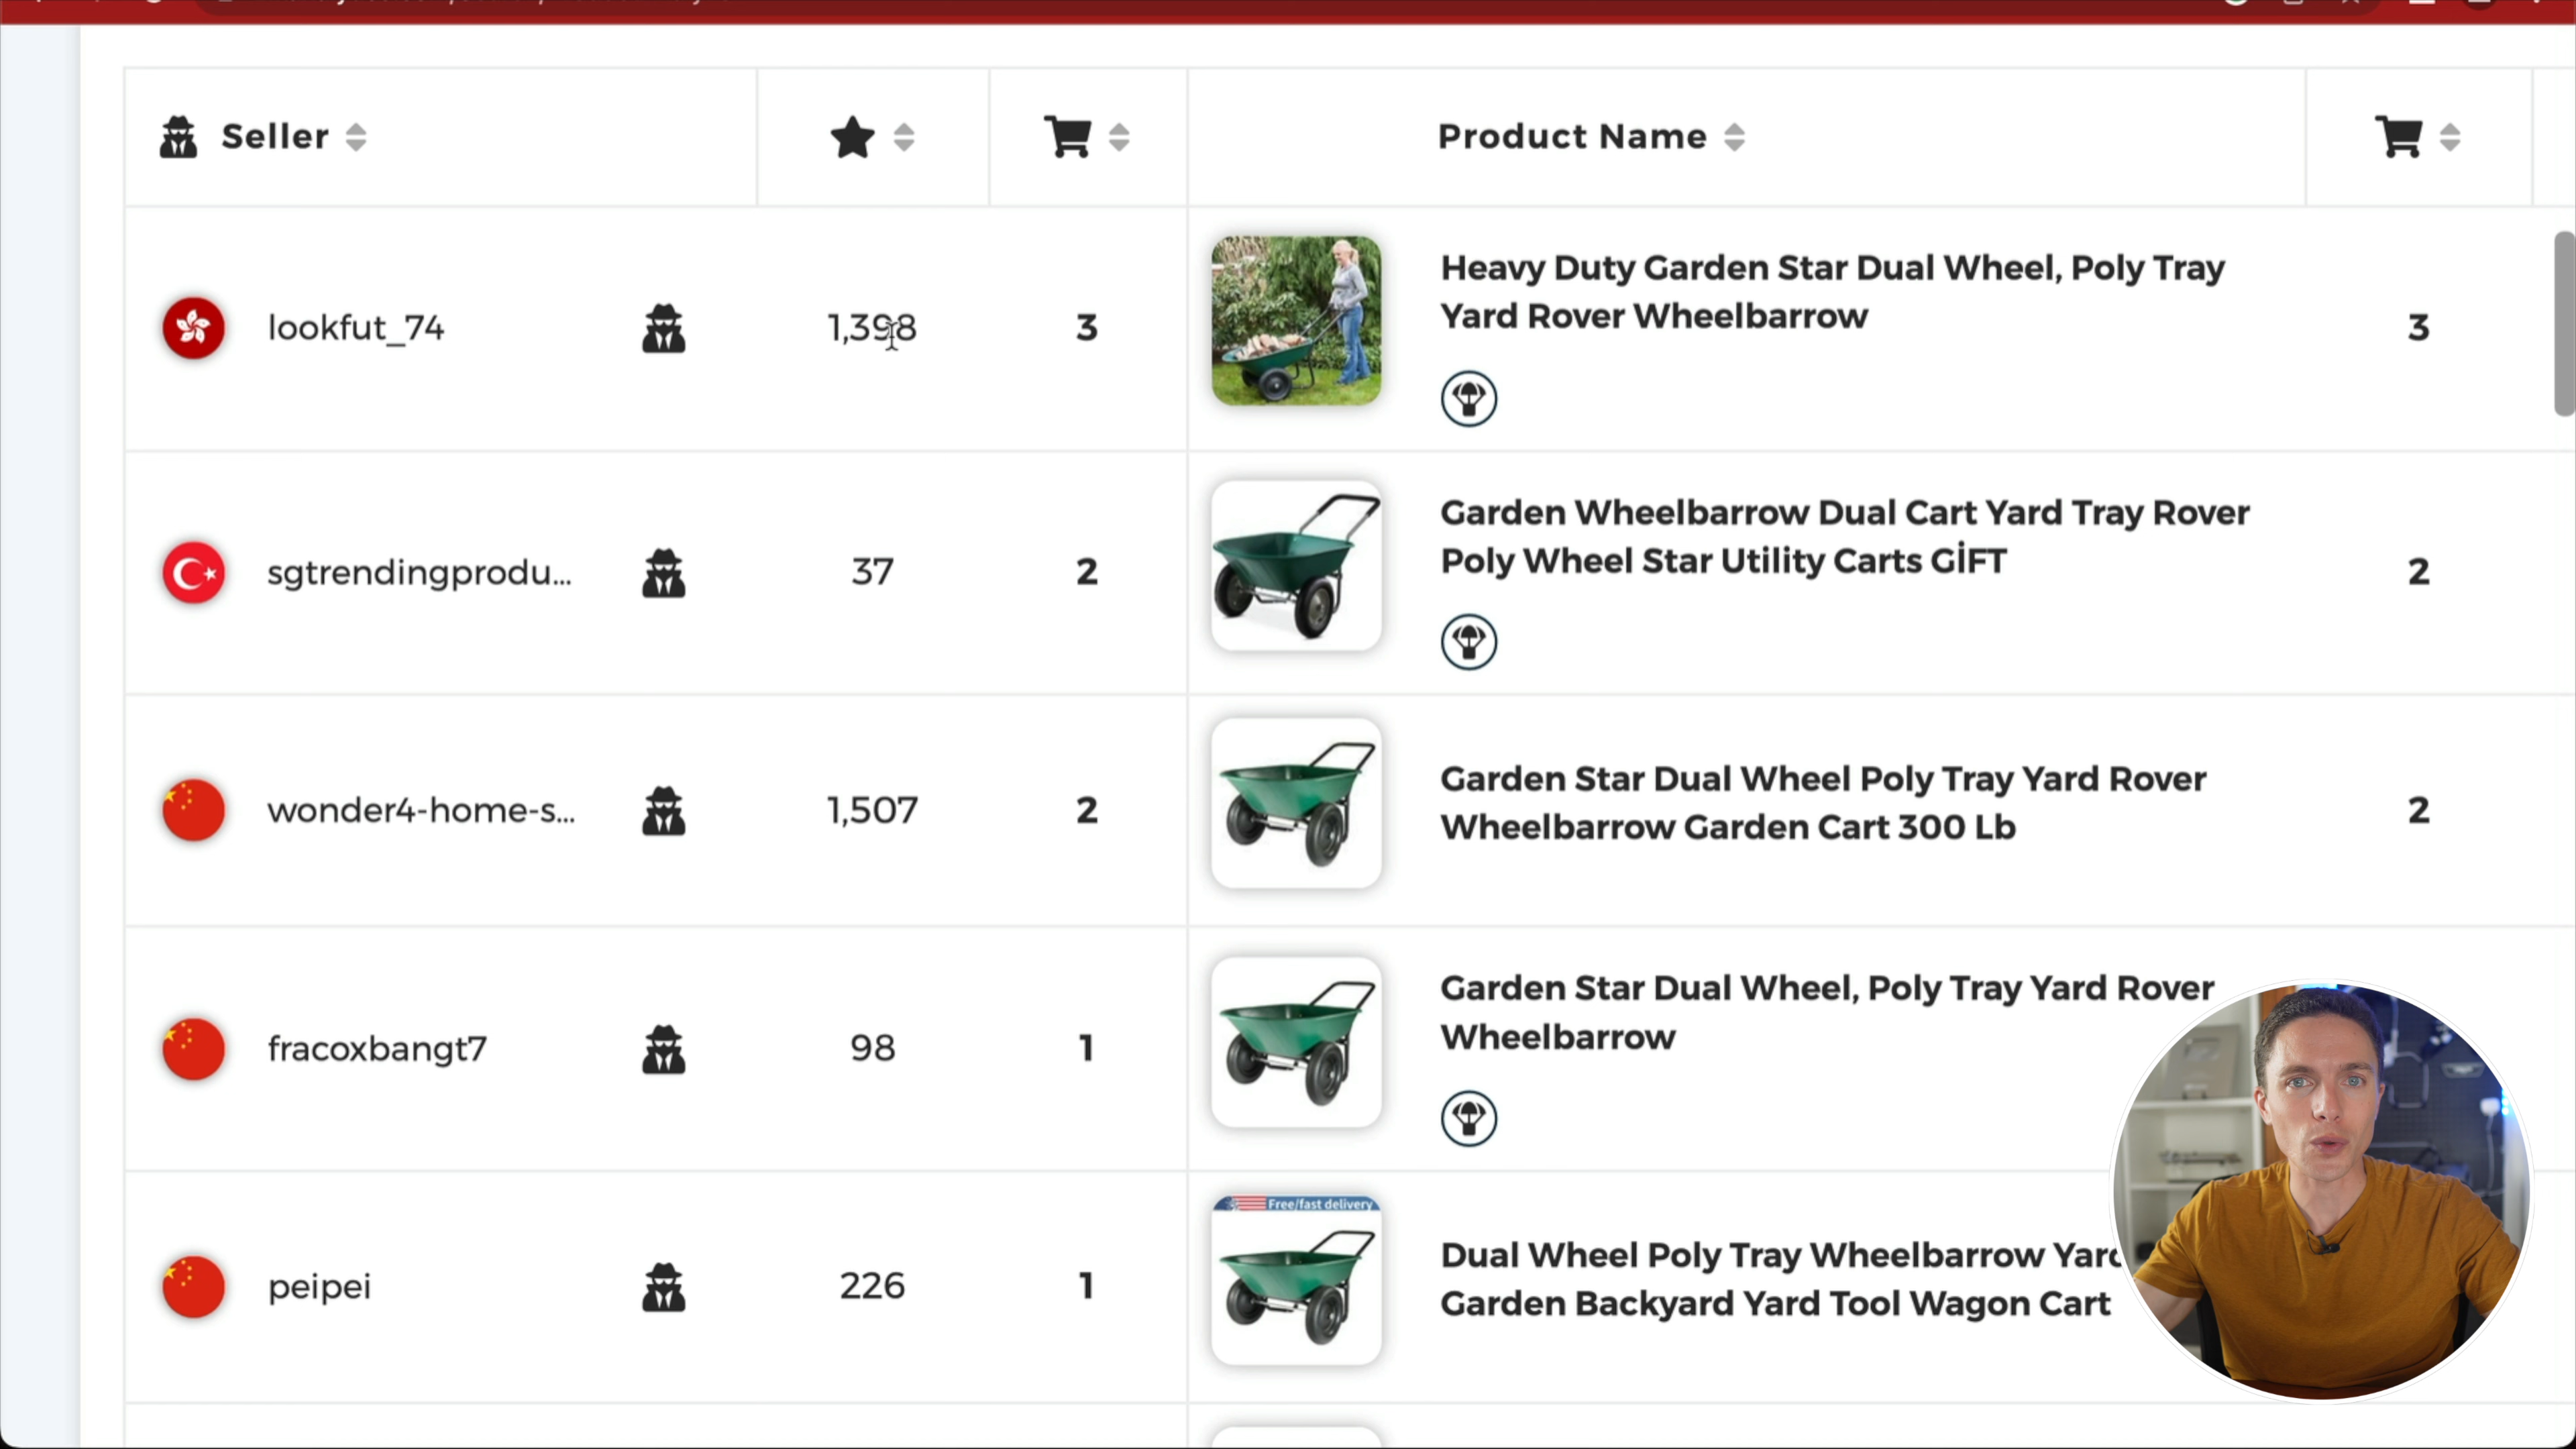 Seller
Product Name
lookfut_74
1,398
3
Heavy Duty Garden Star Dual Wheel, Poly Tray
Yard Rover Wheelbarrow
3
sgtrendingprodu...
37
2
Garden Wheelbarrow Dual Cart Yard Tray Rover
Poly Wheel Star Utility Carts GİFT
2
wonder4-home-s...
1,507
2
Garden Star Dual Wheel Poly Tray Yard Rover
Wheelbarrow Garden Cart 300 Lb
2
fracoxbangt7
98
1
Garden Star Dual Wheel, Poly Tray Yard Rover
Wheelbarrow
peipei
226
1
Free/fast delivery
Dual Wheel Poly Tray Wheelbarrow Yard
Garden Backyard Yard Tool Wagon Cart